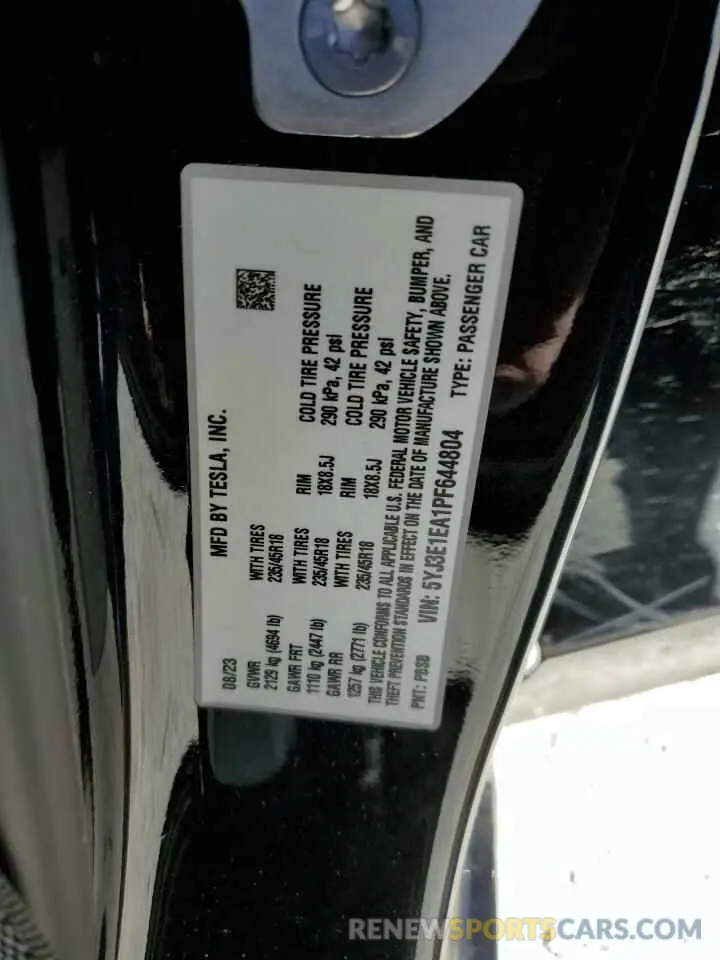 MFD BY TESLA, INC.
08/23
GVWR WITH TIRES
2129 kg (4694 lb) 235/45R18
GAWR FRT WITH TIRES RIM COLD TIRE PRESSURE
1110 kg (2447 lb) 235/45R18 18X8.5J 290 kPa, 42 psi
GAWR RR WITH TIRES RIM COLD TIRE PRESSURE
1257 kg (2771 lb) 235/45R18 18X8.5J 290 kPa, 42 psi
THIS VEHICLE CONFORMS TO ALL APPLICABLE U.S. FEDERAL MOTOR VEHICLE SAFETY, BUMPER, AND
THEFT PREVENTION STANDARDS IN EFFECT ON THE DATE OF MANUFACTURE SHOWN ABOVE.
PNT: PBSB VIN: 5YJ3E1EA1PF644804 TYPE: PASSENGER CAR
RENEWSPORTSCARS.COM